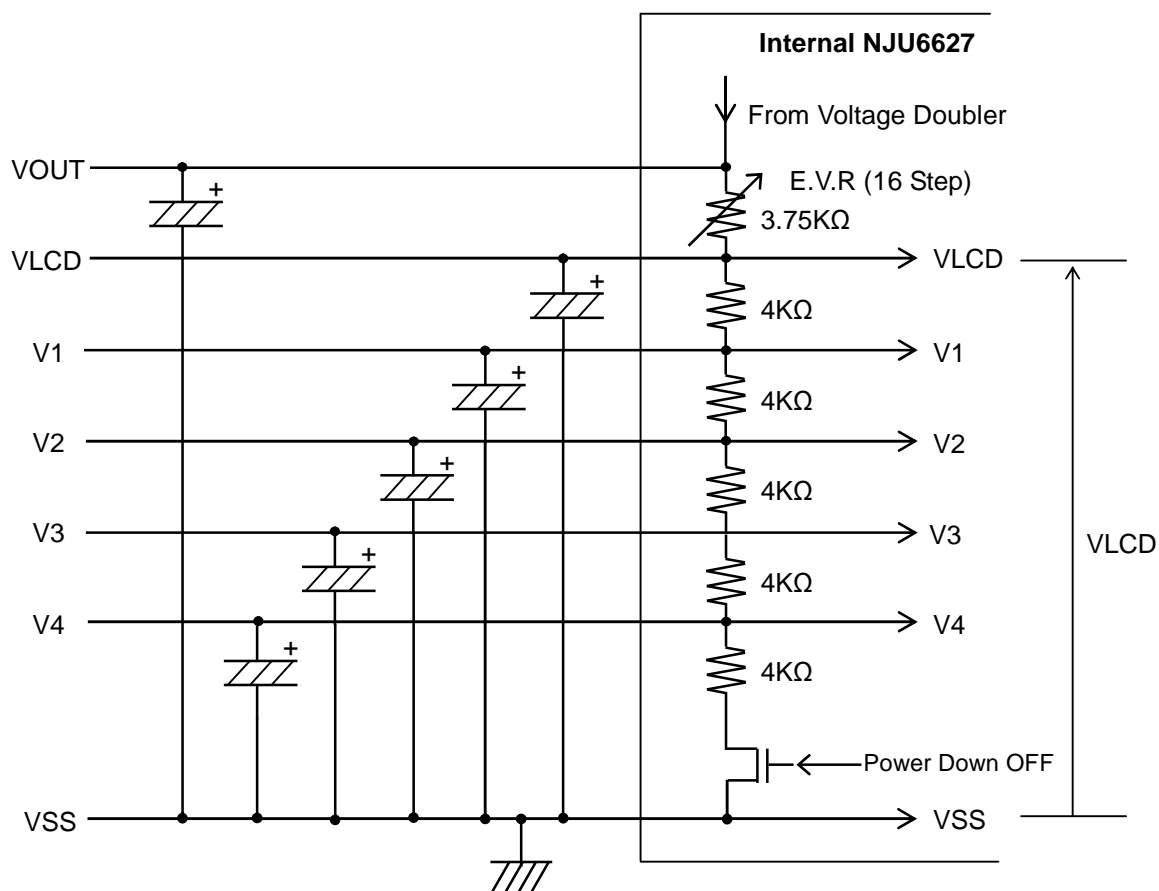 Internal NJU6627
From Voltage Doubler
VOUT
+
E.V.R (16 Step)
3.75KΩ
VLCD
VLCD
+
4KΩ
V1
V1
+
4KΩ
V2
V2
+
4KΩ
V3
V3
VLCD
+
4KΩ
V4
V4
+
4KΩ
Power Down OFF
VSS
VSS